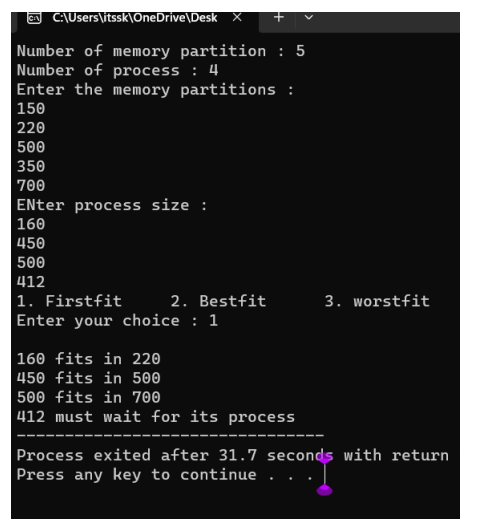 C:\Users\itssk\OneDrive\Desk
Number of memory partition : 5
Number of process : 4
Enter the memory partitions :
150
220
500
350
700
ENter process size :
160
450
500
412
1. Firstfit     2. Bestfit      3. worstfit
Enter your choice : 1
160 fits in 220
450 fits in 500
500 fits in 700
412 must wait for its process
--------------------------------
Process exited after 31.7 seconds with return
Press any key to continue . . .